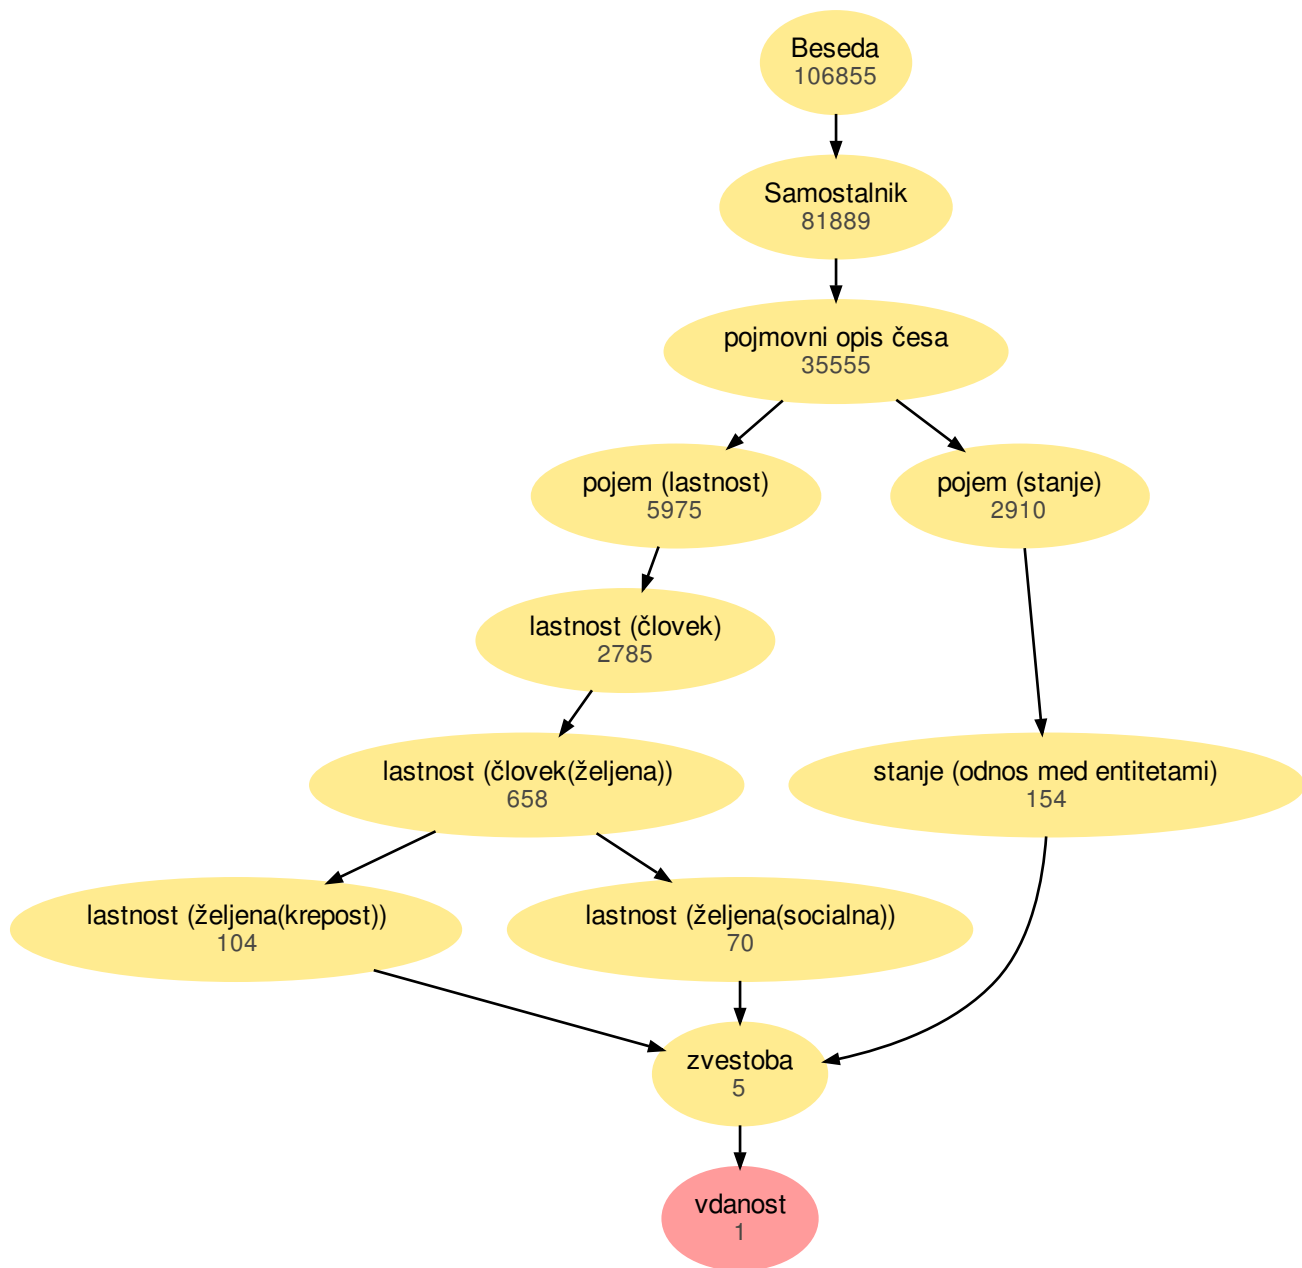 Beseda
106855
Samostalnik
81889
pojmovni opis česa
35555
pojem (lastnost)
5975
pojem (stanje)
2910
lastnost (človek)
2785
lastnost (človek(željena))
658
stanje (odnos med entitetami)
154
lastnost (željena(krepost))
104
lastnost (željena(socialna))
70
zvestoba
5
vdanost
1